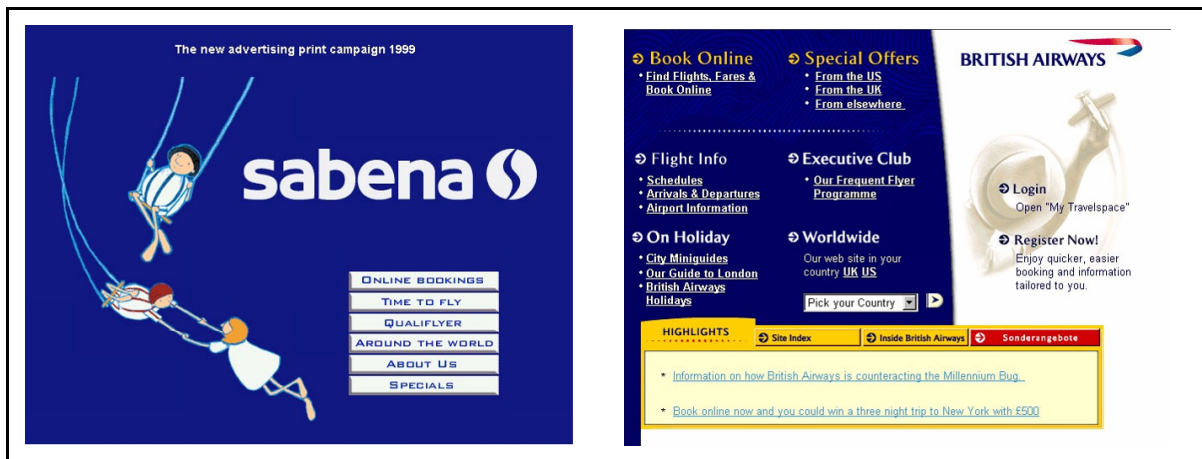 The new advertising print campaign 1999
sabena
ONLINE BOOKINGS
TIME TO FLY
QUALIFLYER
AROUND THE WORLD
ABOUT US
SPECIALS
Book Online
• Find Flights, Fares &
Book Online
Special Offers
• From the US
• From the UK
• From elsewhere
BRITISH AIRWAYS
Flight Info
• Schedules
• Arrivals & Departures
• Airport Information
Executive Club
• Our Frequent Flyer
Programme
Login
Open "My Travelspace"
On Holiday
• City Miniguides
• Our Guide to London
• British Airways
Holidays
Worldwide
Our web site in your
country UK US
Pick your Country
Register Now!
Enjoy quicker, easier
booking and information
tailored to you.
HIGHLIGHTS
Site Index
Inside British Airways
Sonderangebote
* Information on how British Airways is counteracting the Millennium Bug.
* Book online now and you could win a three night trip to New York with £500